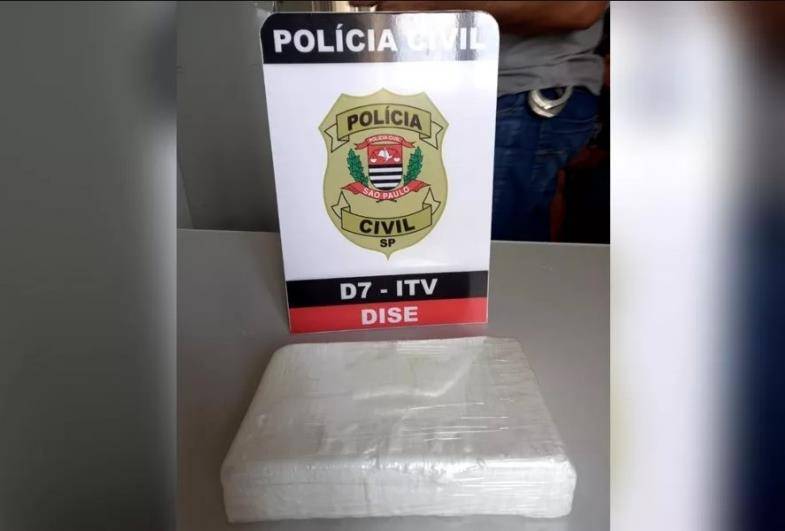 POLÍCIA CIVIL
POLÍCIA
POLÍCIA CIVIL
SÃO PAULO
CIVIL
SP
D7 - ITV
DISE